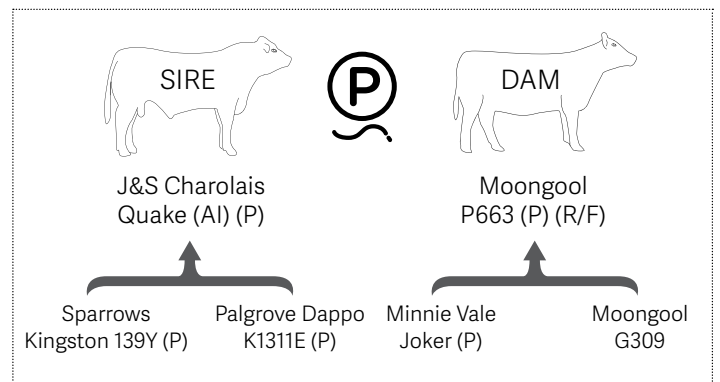 SIRE
P
DAM
J&S Charolais
Quake (AI) (P)
Moongool
P663 (P) (R/F)
Sparrows
Kingston 139Y (P)
Palgrove Dappo
K1311E (P)
Minnie Vale
Joker (P)
Moongool
G309